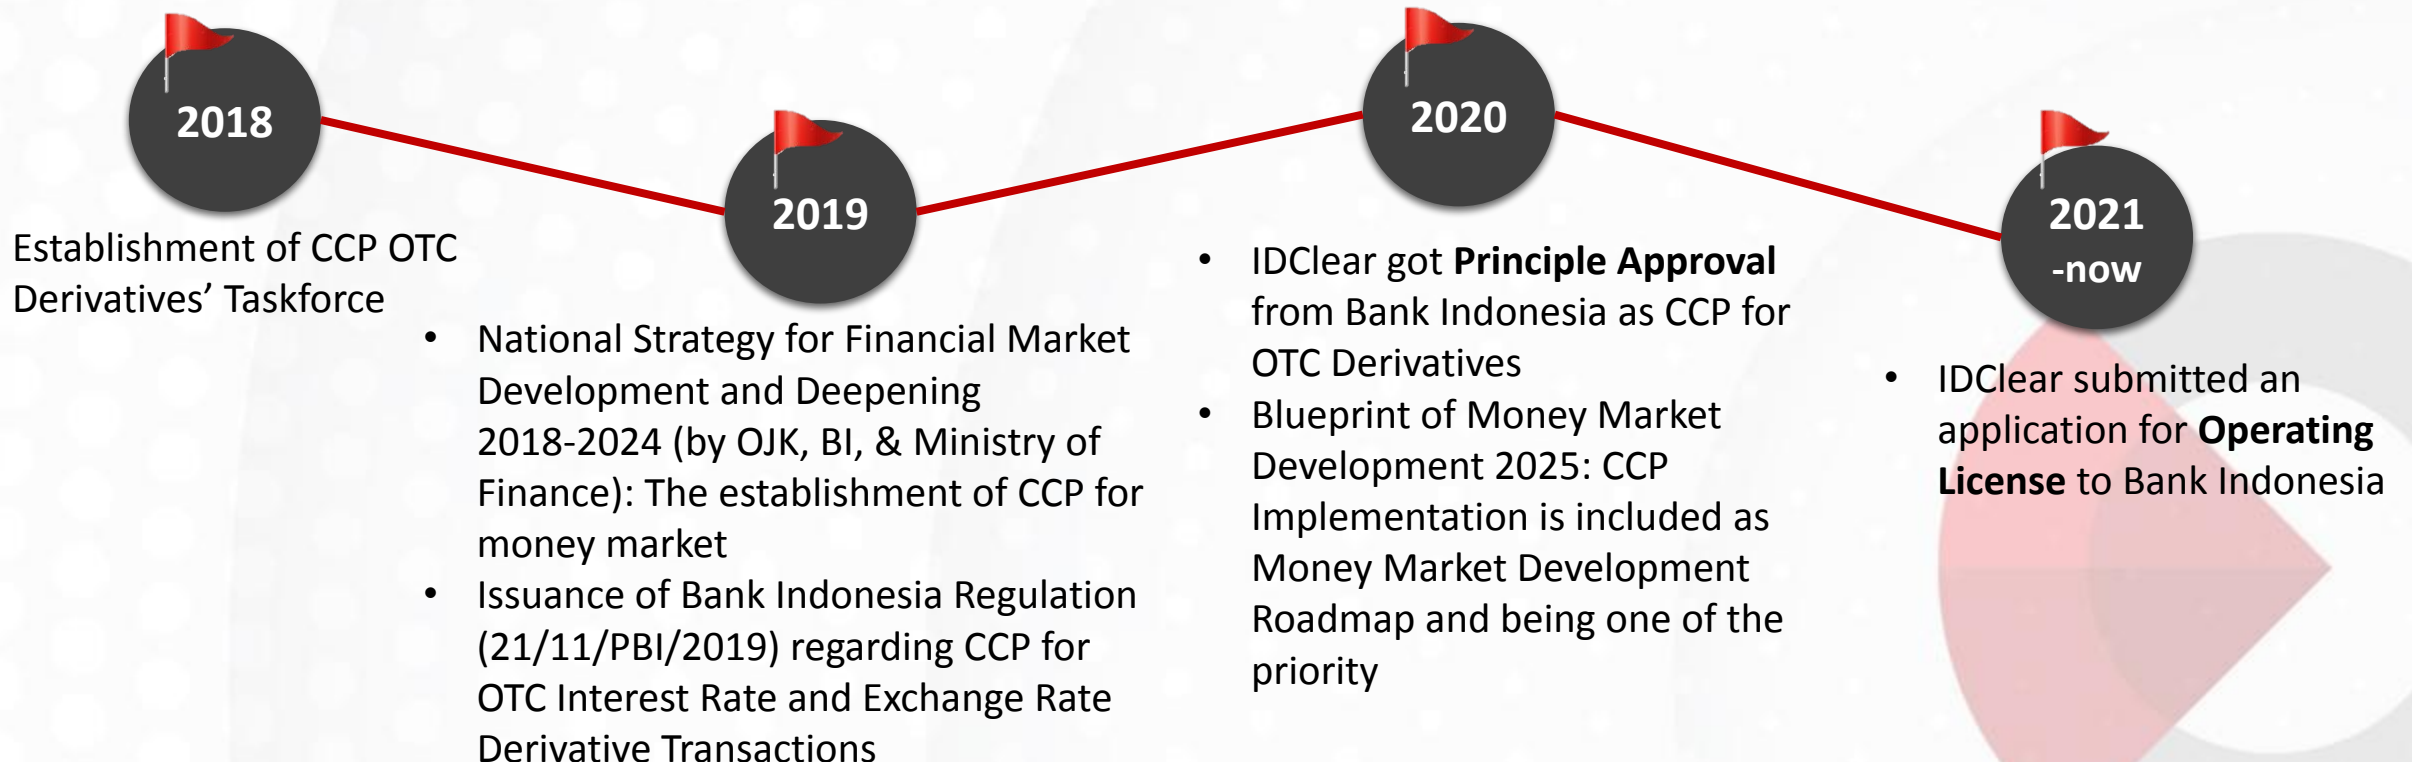 2018
Establishment of CCP OTC
Derivatives’ Taskforce
2019
• National Strategy for Financial Market
Development and Deepening
2018-2024 (by OJK, BI, & Ministry of
Finance): The establishment of CCP for
money market
• Issuance of Bank Indonesia Regulation
(21/11/PBI/2019) regarding CCP for
OTC Interest Rate and Exchange Rate
Derivative Transactions
2020
• IDClear got Principle Approval
from Bank Indonesia as CCP for
OTC Derivatives
• Blueprint of Money Market
Development 2025: CCP
Implementation is included as
Money Market Development
Roadmap and being one of the
priority
2021
-now
• IDClear submitted an
application for Operating
License to Bank Indonesia